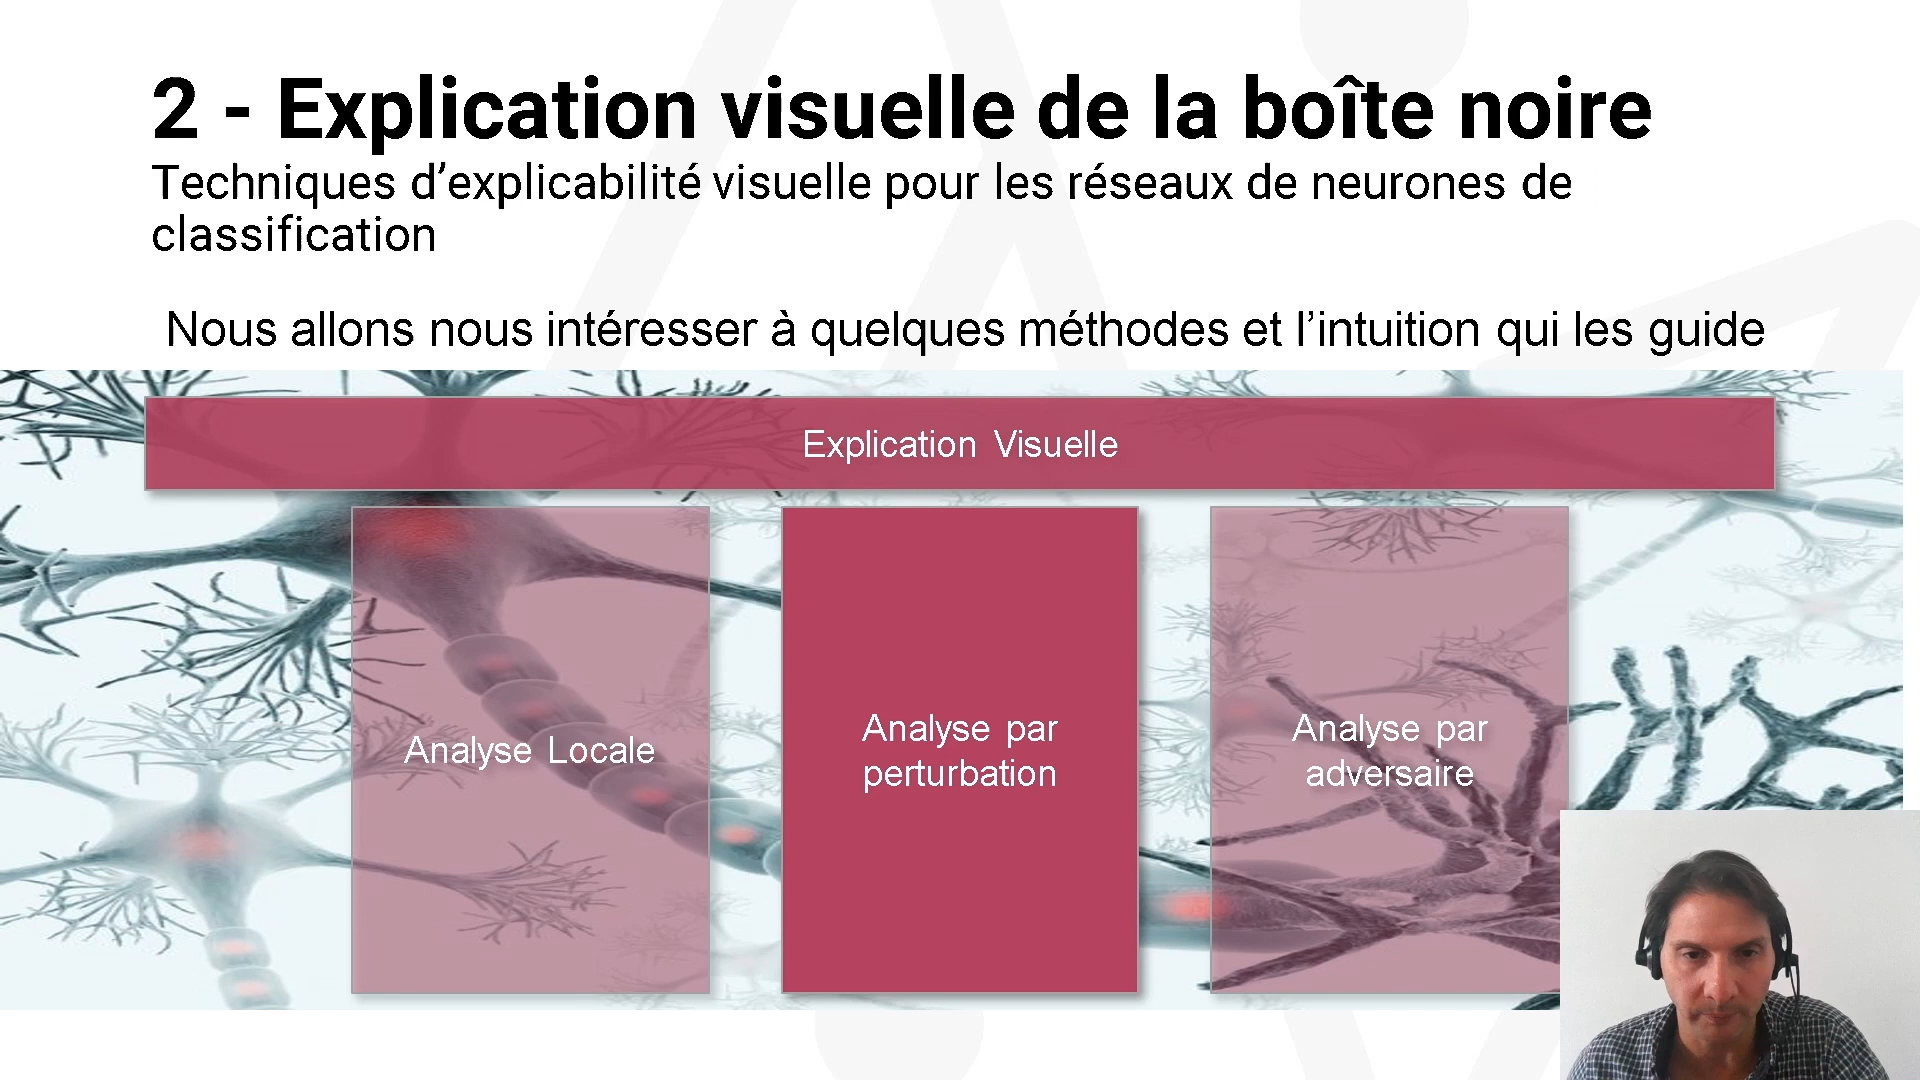 2 - Explication visuelle de la boîte noire
Techniques d’explicabilité visuelle pour les réseaux de neurones de
classification
Nous allons nous intéresser à quelques méthodes et l’intuition qui les guide
Explication Visuelle
Analyse Locale
Analyse par
perturbation
Analyse par
adversaire